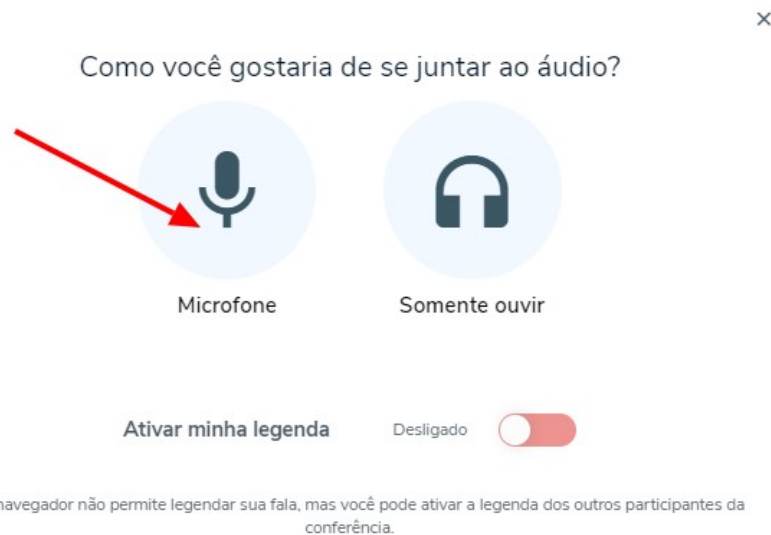 Como você gostaria de se juntar ao áudio?
Microfone
Somente ouvir
Ativar minha legenda
Desligado
navegador não permite legendar sua fala, mas você pode ativar a legenda dos outros participantes da
conferência.